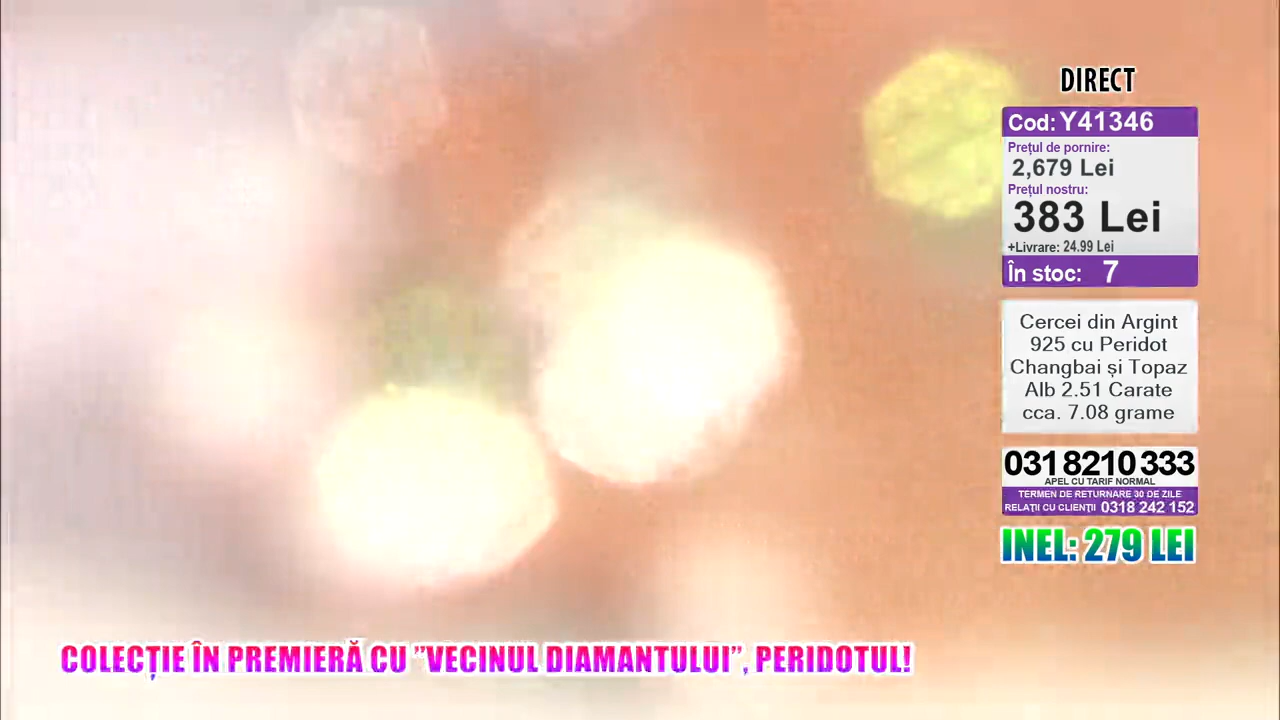 DIRECT
Cod: Y41346
Prețul de pornire:
2,679 Lei
Prețul nostru:
383 Lei
+Livrare: 24.99 Lei
În stoc: 7
Cercei din Argint
925 cu Peridot
Changbai și Topaz
Alb 2.51 Carate
cca. 7.08 grame
031 8210 333
APEL CU TARIF NORMAL
TERMEN DE RETURNARE 30 DE ZILE
RELAȚII CU CLIENȚII 0318 242 152
INEL: 279 LEI
COLECȚIE ÎN PREMIERĂ CU ”VECINUL DIAMANTULUI”, PERIDOTUL!